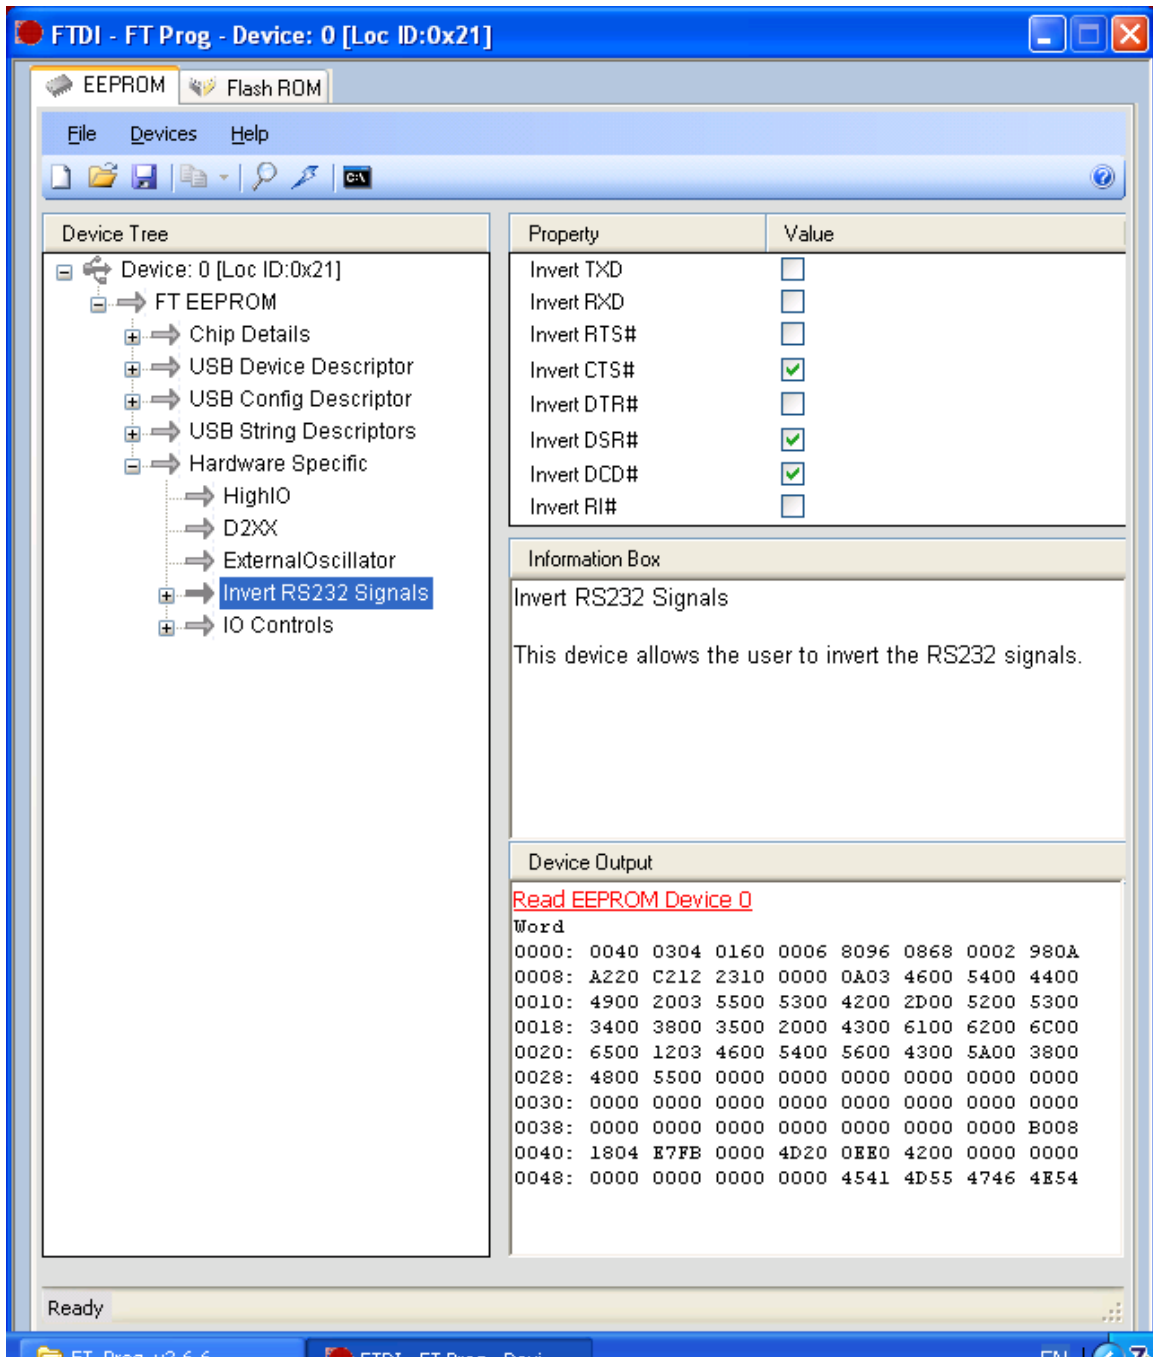 FTDI - FT Prog - Device: 0 [Loc ID:0x21]
EEPROM Flash ROM
File Devices Help
C:\
Device Tree
Device: 0 [Loc ID:0x21]
FT EEPROM
Chip Details
USB Device Descriptor
USB Config Descriptor
USB String Descriptors
Hardware Specific
HighIO
D2XX
ExternalOscillator
Invert RS232 Signals
IO Controls
Property Value
Invert TXD
Invert RXD
Invert RTS#
Invert CTS#
Invert DTR#
Invert DSR#
Invert DCD#
Invert RI#
Information Box
Invert RS232 Signals
This device allows the user to invert the RS232 signals.
Device Output
Read EEPROM Device 0
Word
0000: 0040 0304 0160 0006 8096 0868 0002 980A
0008: A220 C212 2310 0000 0A03 4600 5400 4400
0010: 4900 2003 5500 5300 4200 2D00 5200 5300
0018: 3400 3800 3500 2000 4300 6100 6200 6C00
0020: 6500 1203 4600 5400 5600 4300 5A00 3800
0028: 4800 5500 0000 0000 0000 0000 0000 0000
0030: 0000 0000 0000 0000 0000 0000 0000 0000
0038: 0000 0000 0000 0000 0000 0000 0000 B008
0040: 1804 E7FB 0000 4D20 0EE0 4200 0000 0000
0048: 0000 0000 0000 0000 4541 4D55 4746 4E54
Ready